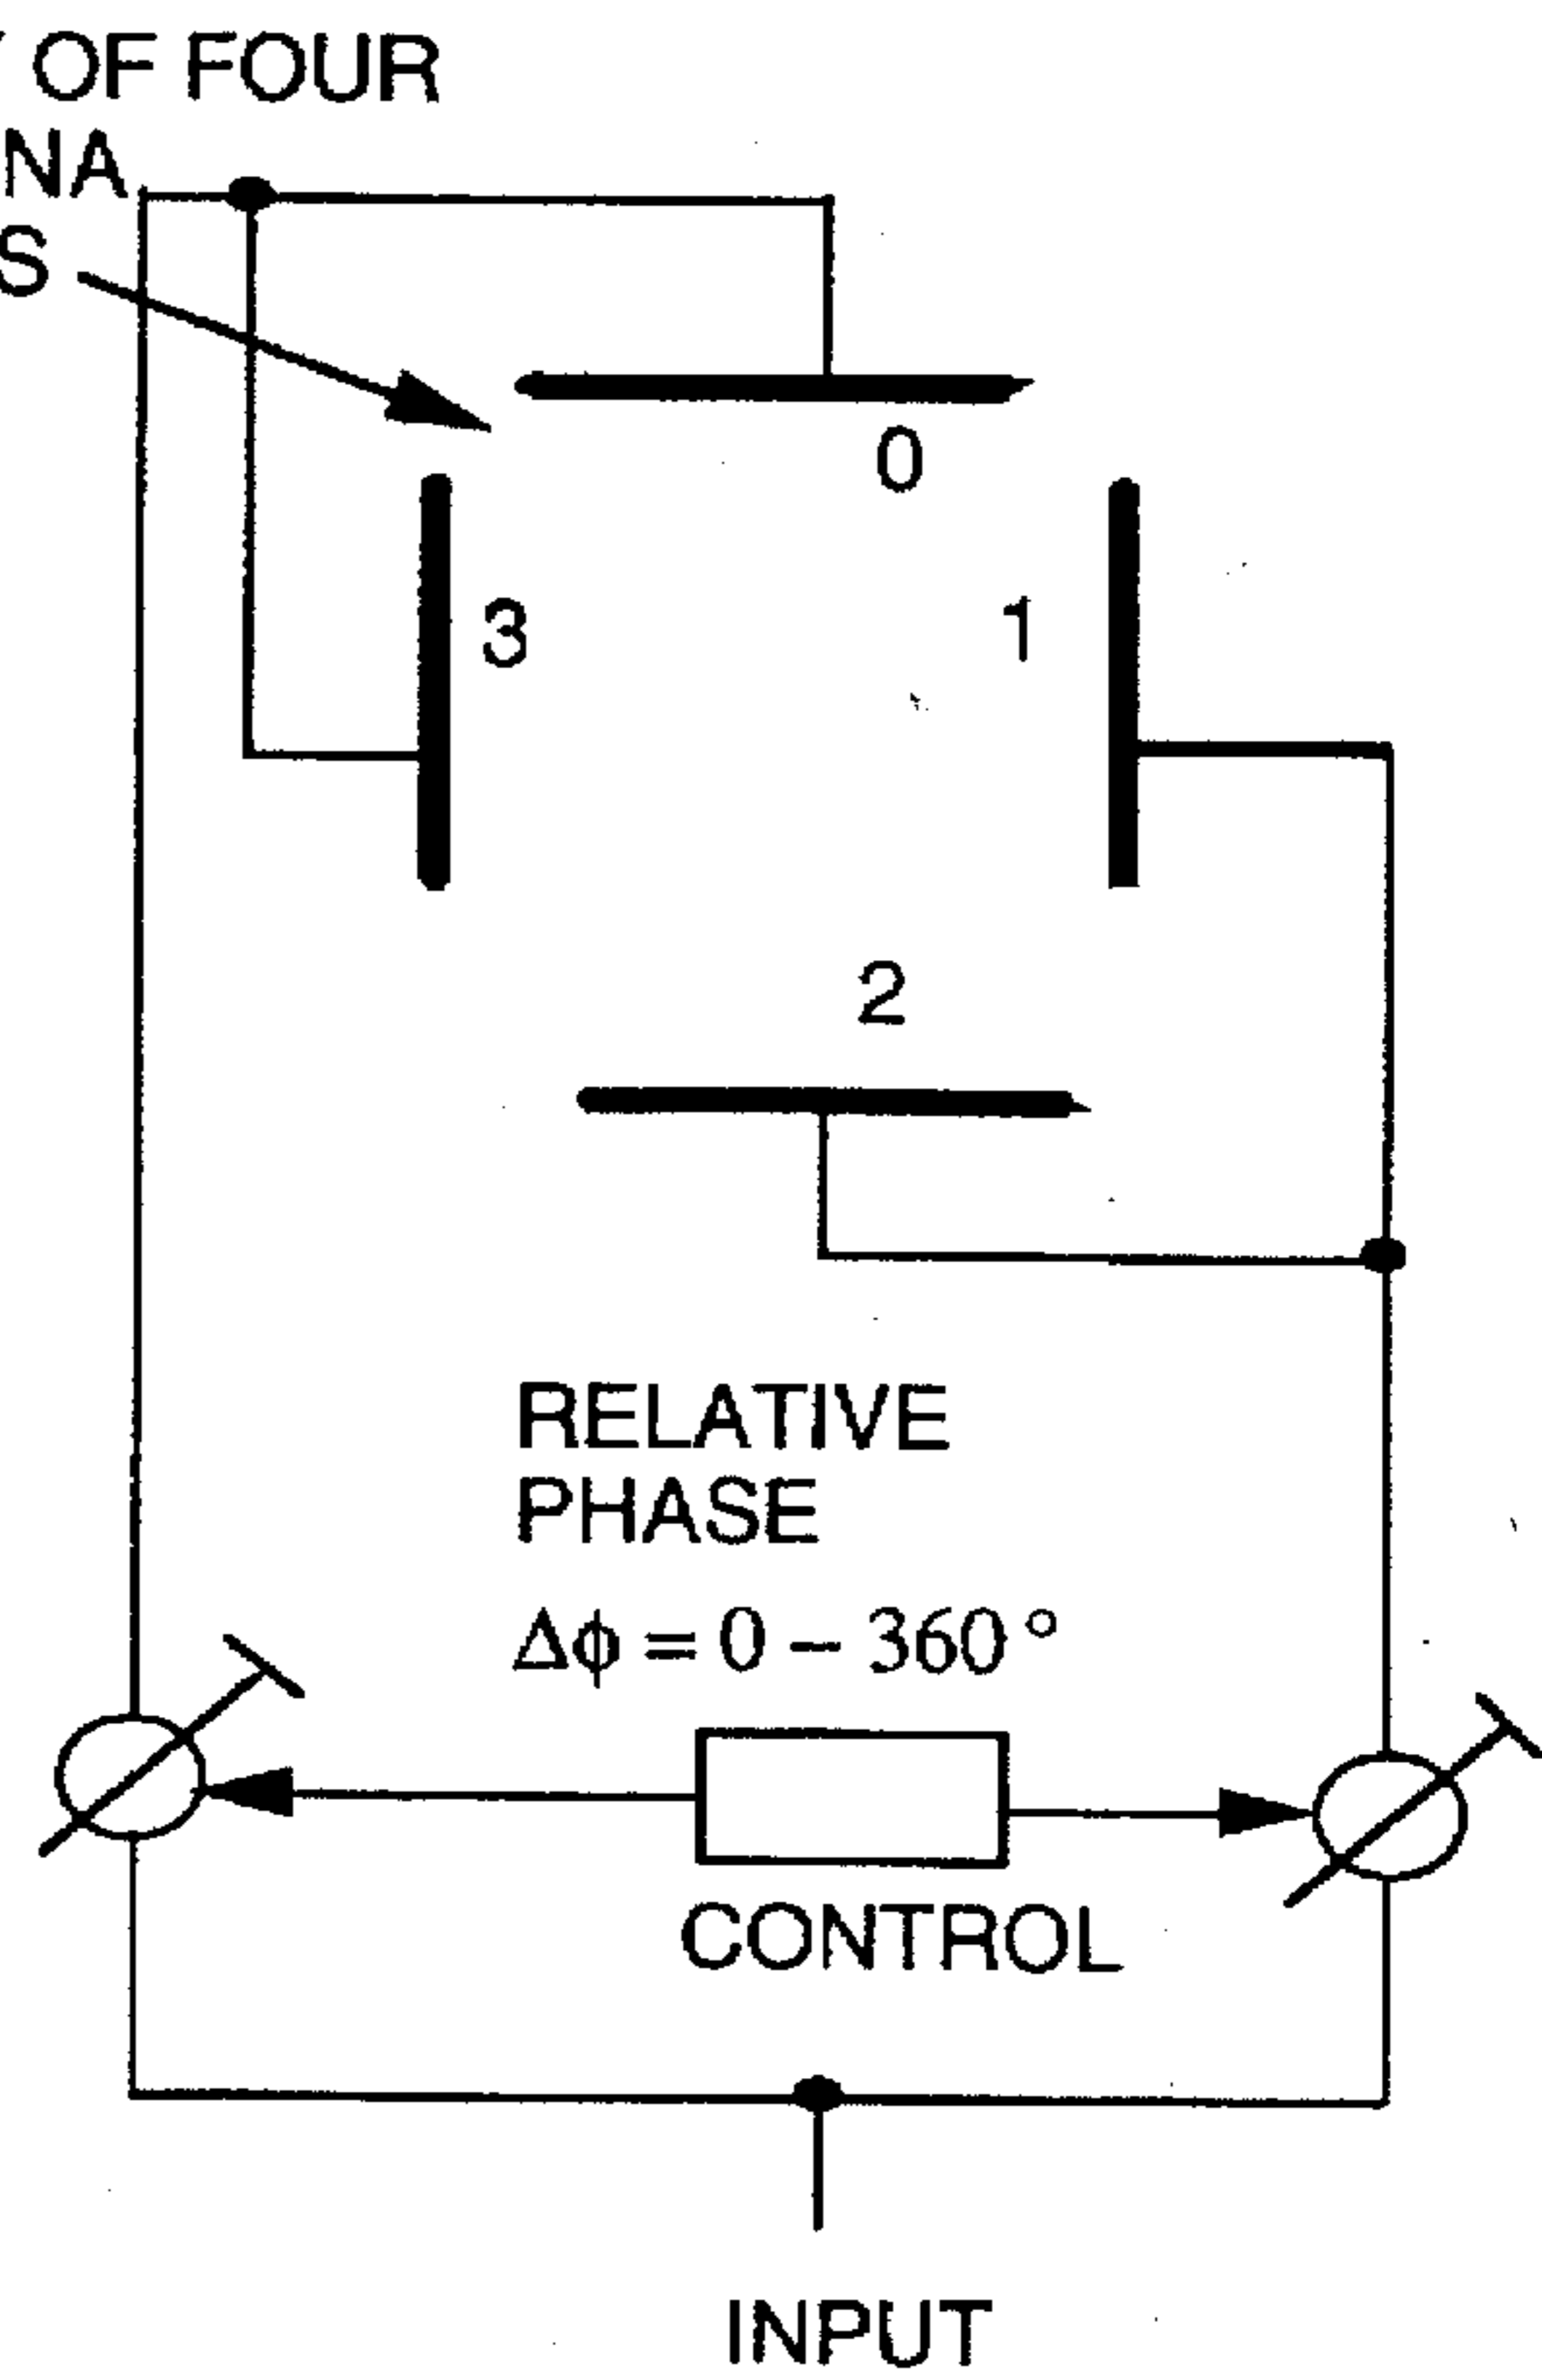 OF FOUR
NA
S
0
3
1
2
RELATIVE
PHASE
Δϕ = 0 – 360°
CONTROL
INPUT